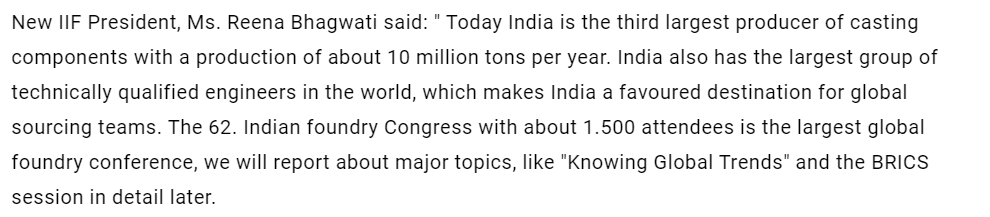 New IIF President, Ms. Reena Bhagwati said: " Today India is the third largest producer of casting
components with a production of about 10 million tons per year. India also has the largest group of
technically qualified engineers in the world, which makes India a favoured destination for global
sourcing teams. The 62. Indian foundry Congress with about 1.500 attendees is the largest global
foundry conference, we will report about major topics, like "Knowing Global Trends" and the BRICS
session in detail later.